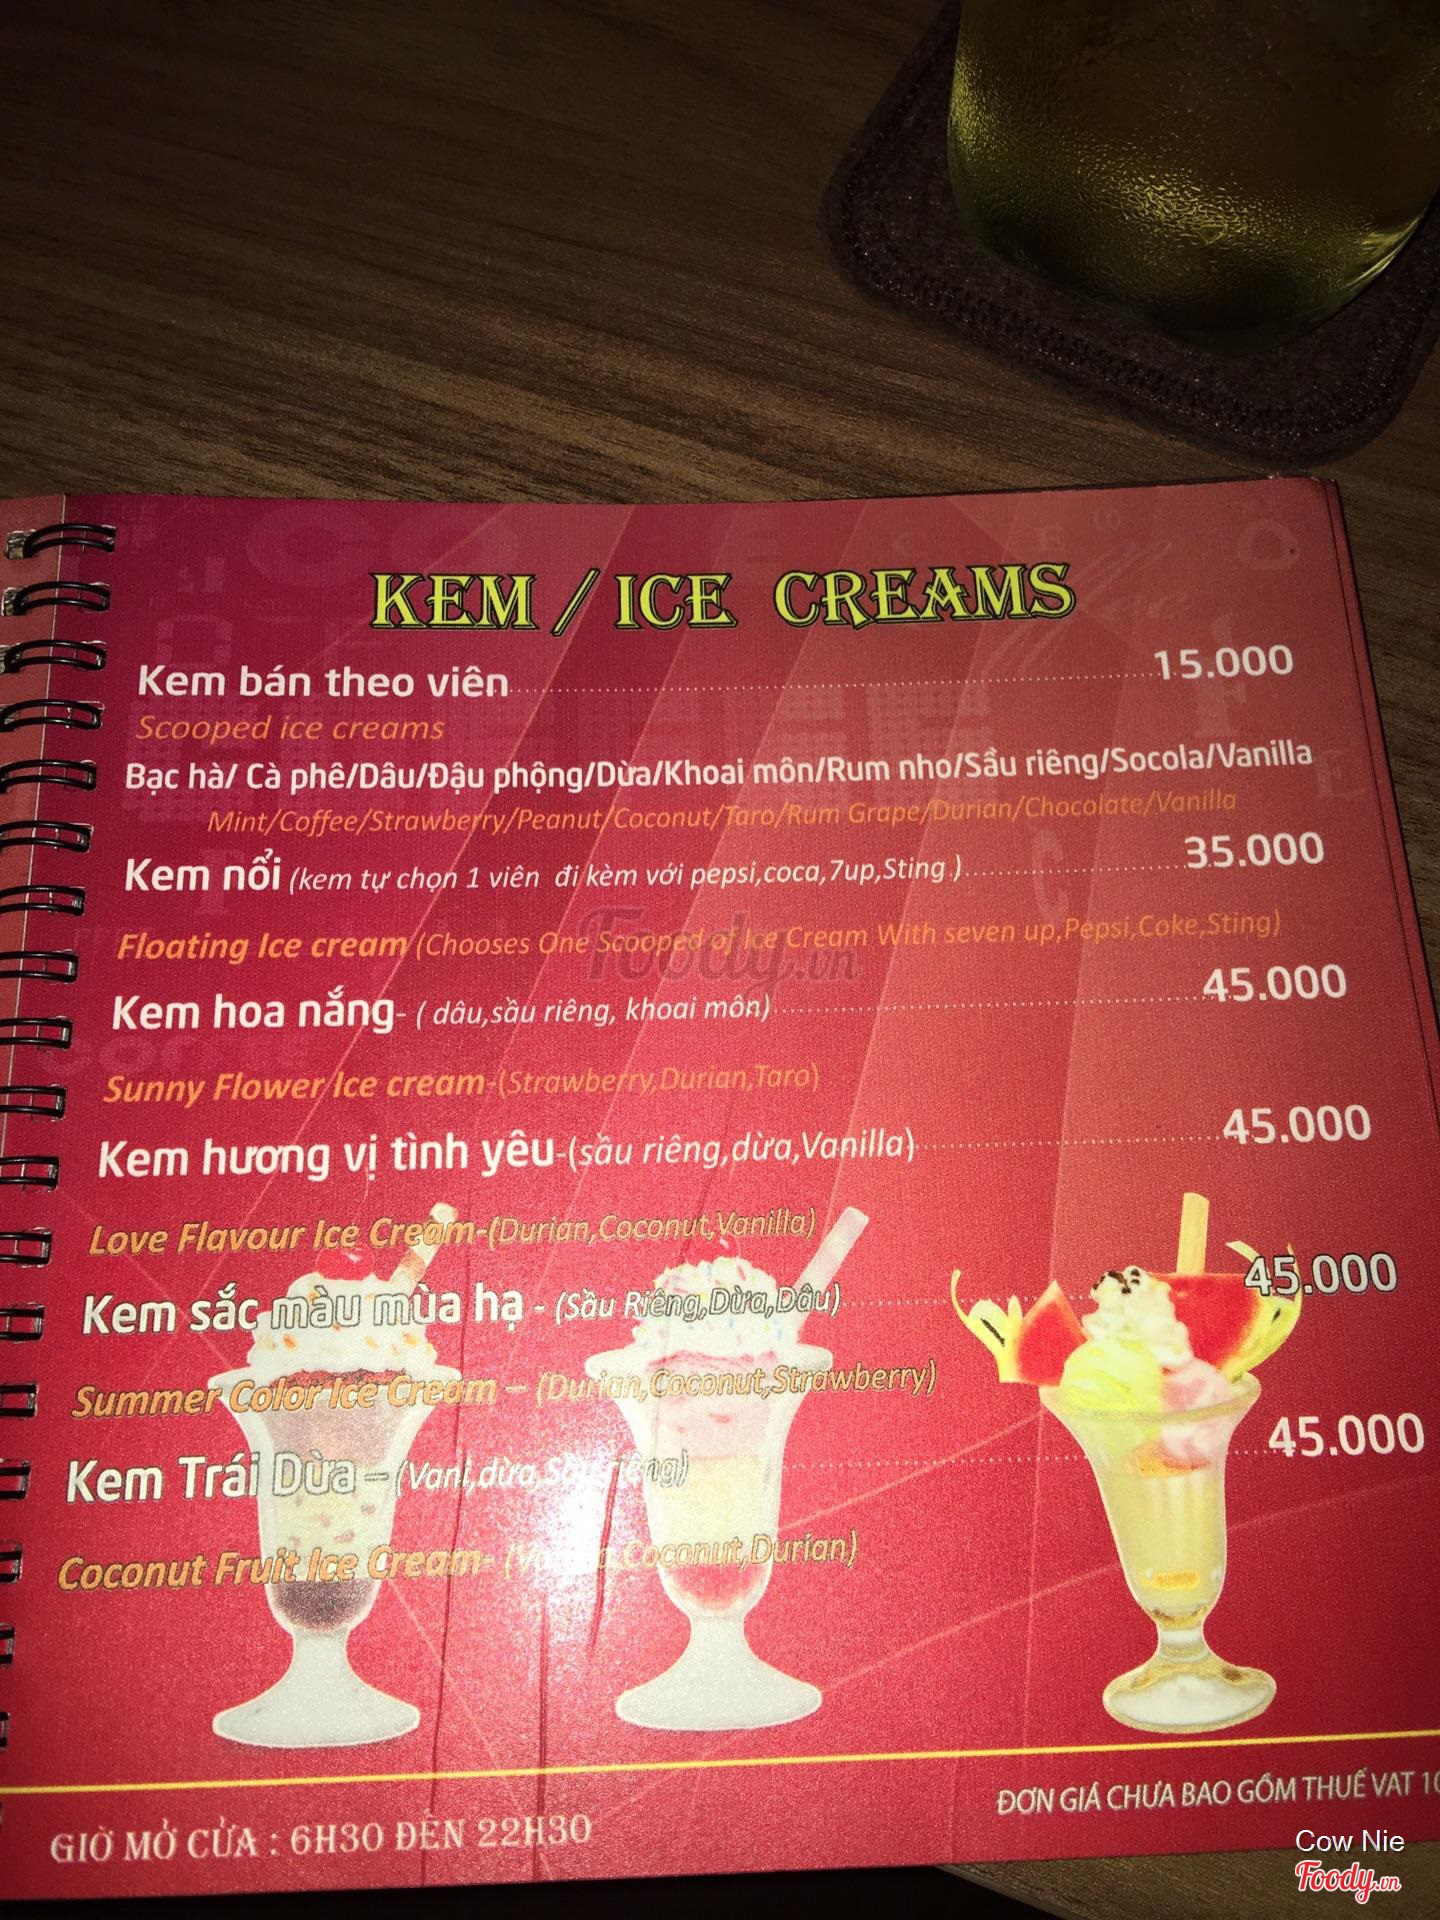 KEM / ICE CREAMS
Kem bán theo viên 15.000
Scooped ice creams
Bạc hà/ Cà phê/Dâu/Đậu phộng/Dừa/Khoai môn/Rum nho/Sầu riêng/Socola/Vanilla
Mint/Coffee/Strawberry/Peanut/Coconut/Taro/Rum Grape/Durian/Chocolate/Vanilla
Kem nổi (kem tự chọn 1 viên đi kèm với pepsi,coca,7up,Sting ) 35.000
Floating Ice cream (Chooses One Scooped of Ice Cream With seven up,Pepsi,Coke,Sting)
Foody.vn
Kem hoa nắng- ( dâu,sầu riêng, khoai môn) 45.000
Sunny Flower Ice cream-(Strawberry,Durian,Taro)
Kem hương vị tình yêu-(sầu riêng,dừa,Vanilla) 45.000
Love Flavour Ice Cream-(Durian,Coconut,Vanilla)
Kem sắc màu mùa hạ - (Sầu Riêng,Dừa,Dâu) 45.000
Summer Color Ice Cream – (Durian,Coconut,Strawberry)
Kem Trái Dừa – (Vani,dừa,Sầu riêng) 45.000
Coconut Fruit Ice Cream- (Vanilla,Coconut,Durian)
ĐƠN GIÁ CHƯA BAO GỒM THUẾ VAT
GIỜ MỞ CỬA : 6H30 ĐẾN 22H30
Cow Nie
Foody.vn